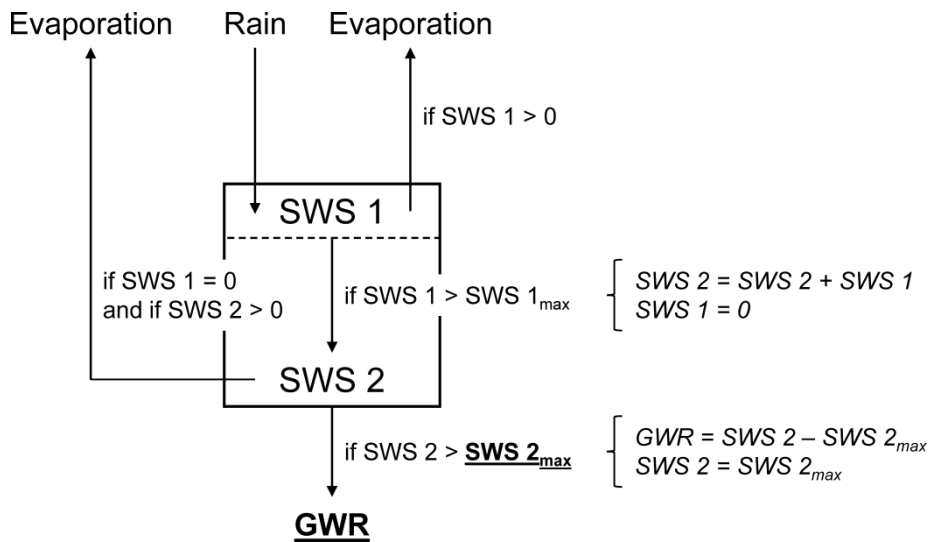 Evaporation Rain Evaporation
if SWS 1 > 0
SWS 1
if SWS 1 = 0
and if SWS 2 > 0
if SWS 1 > SWS 1max
SWS 2 = SWS 2 + SWS 1
SWS 1 = 0
SWS 2
if SWS 2 > SWS 2max
GWR = SWS 2 – SWS 2max
SWS 2 = SWS 2max
GWR